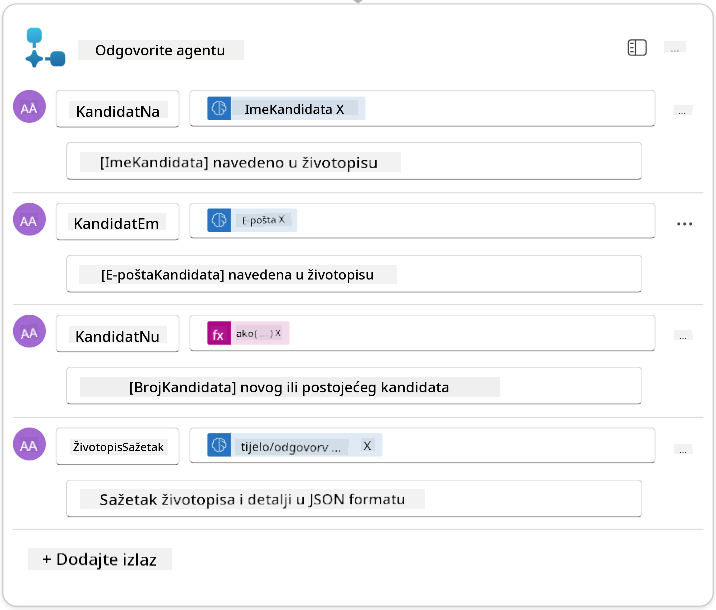 Odgovorite agentu
...
AA
KandidatNa
ImeKandidata X
...
[ImeKandidata] navedeno u životopisu
AA
KandidatEm
E-pošta X
...
[E-poštaKandidata] navedena u životopisu
AA
KandidatNu
fx
ako(...) X
...
[BrojKandidata] novog ili postojećeg kandidata
AA
ŽivotopisSažetak
tijelo/odgovorv ... X
...
Sažetak životopisa i detalji u JSON formatu
+ Dodajte izlaz